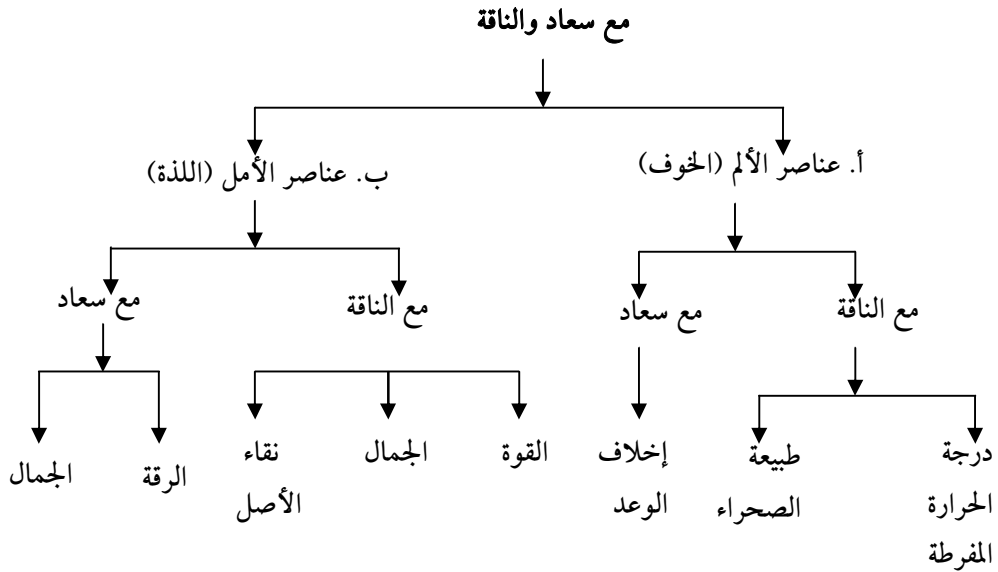 مع سعاد والناقة
أ. عناصر الألم (الخوف)
ب. عناصر الأمل (اللذة)
مع الناقة
مع سعاد
مع الناقة
مع سعاد
درجة
الحرارة
المفرطة
طبيعة
الصحراء
إخلاف
الوعد
القوة
الجمال
نقاء
الأصل
الرقة
الجمال